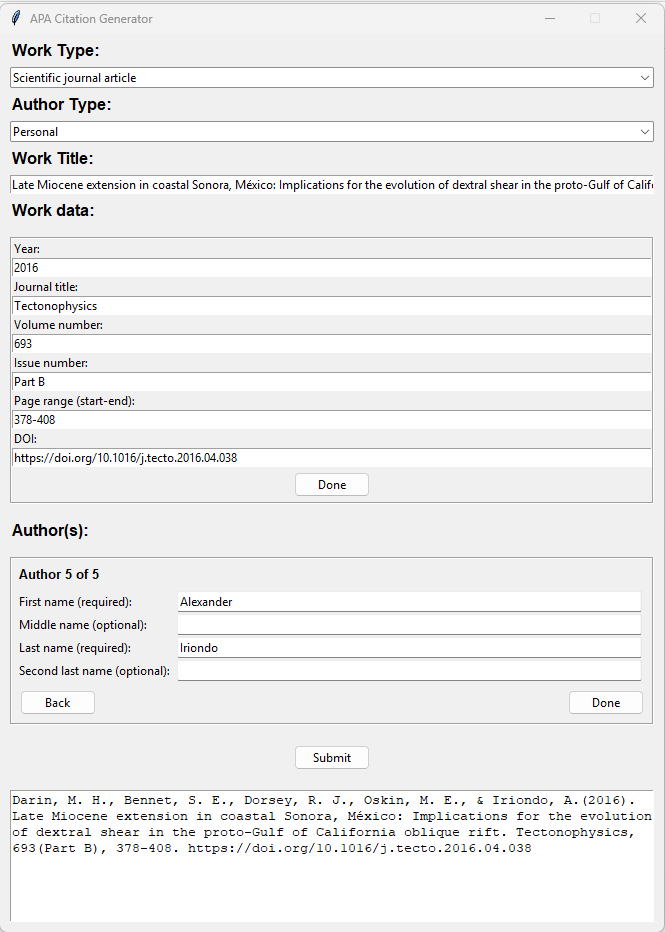 APA Citation Generator
Work Type:
Scientific journal article
Author Type:
Personal
Work Title:
Late Miocene extension in coastal Sonora, México: Implications for the evolution of dextral shear in the proto-Gulf of Calif
Work data:
Year:
2016
Journal title:
Tectonophysics
Volume number:
693
Issue number:
Part B
Page range (start-end):
378-408
DOI:
https://doi.org/10.1016/j.tecto.2016.04.038
Done
Author(s):
Author 5 of 5
First name (required):
Alexander
Middle name (optional):
Last name (required):
Iriondo
Second last name (optional):
Back
Done
Submit
Darin, M. H., Bennet, S. E., Dorsey, R. J., Oskin, M. E., & Iriondo, A.(2016).
Late Miocene extension in coastal Sonora, México: Implications for the evolution
of dextral shear in the proto-Gulf of California oblique rift. Tectonophysics,
693(Part B), 378-408. https://doi.org/10.1016/j.tecto.2016.04.038